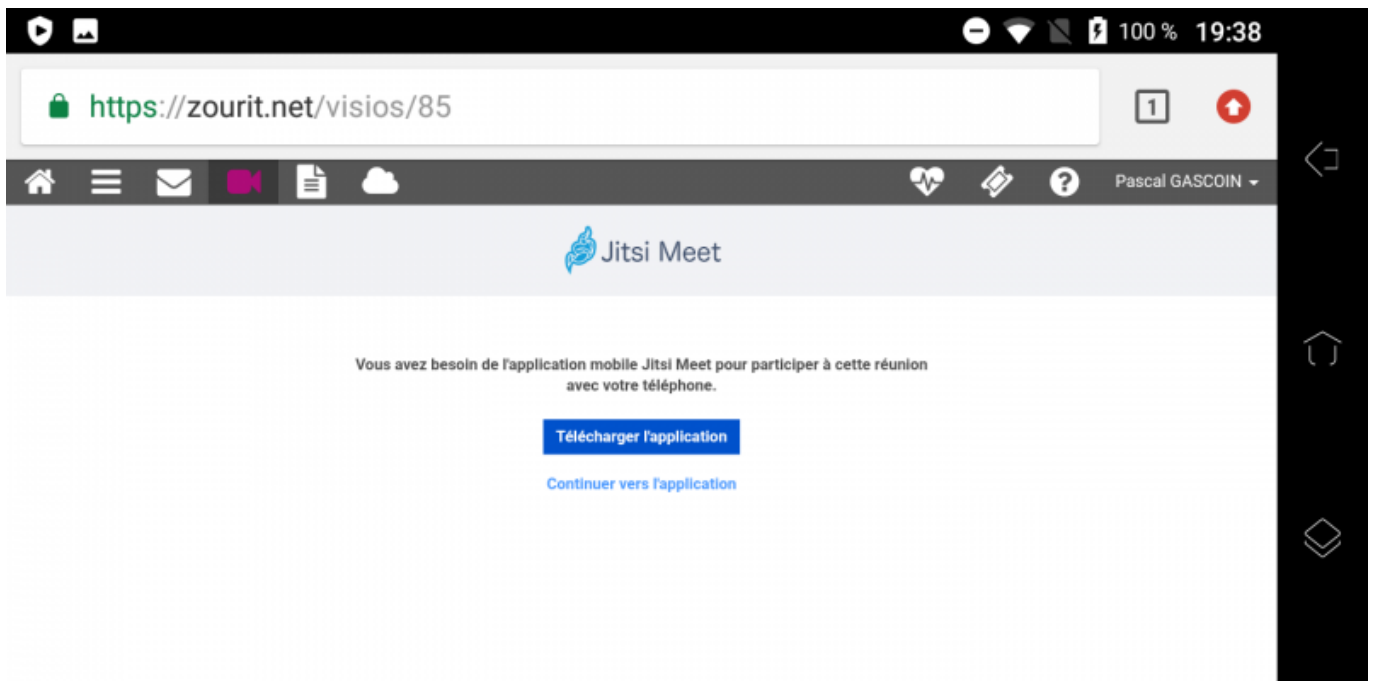 100 % 19:38
https://zourit.net/visios/85
1
Pascal GASCOIN
Jitsi Meet
Vous avez besoin de l'application mobile Jitsi Meet pour participer à cette réunion
avec votre téléphone.
Télécharger l'application
Continuer vers l'application